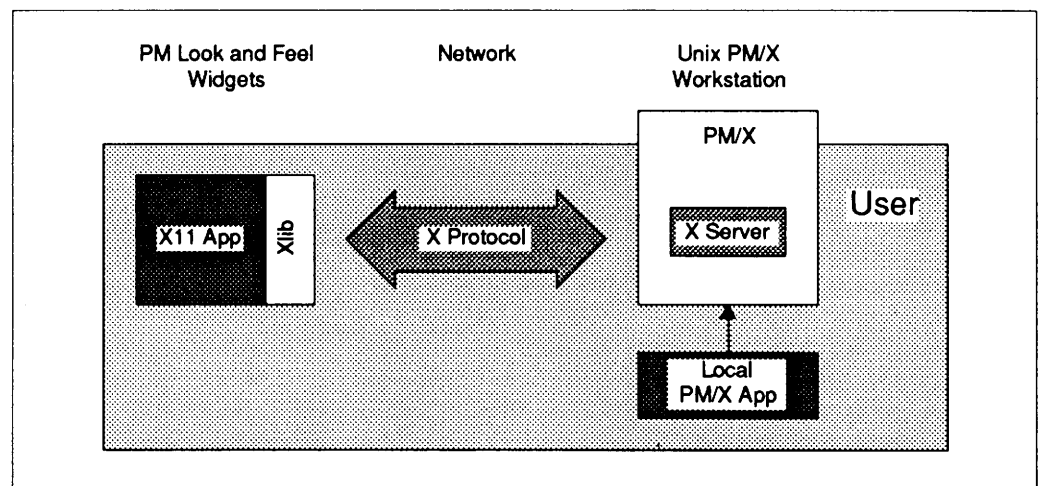 PM Look and Feel
Widgets
Network
Unix PM/X
Workstation
PM/X
User
X11 App
Xlib
X Protocol
X Server
Local
PM/X App